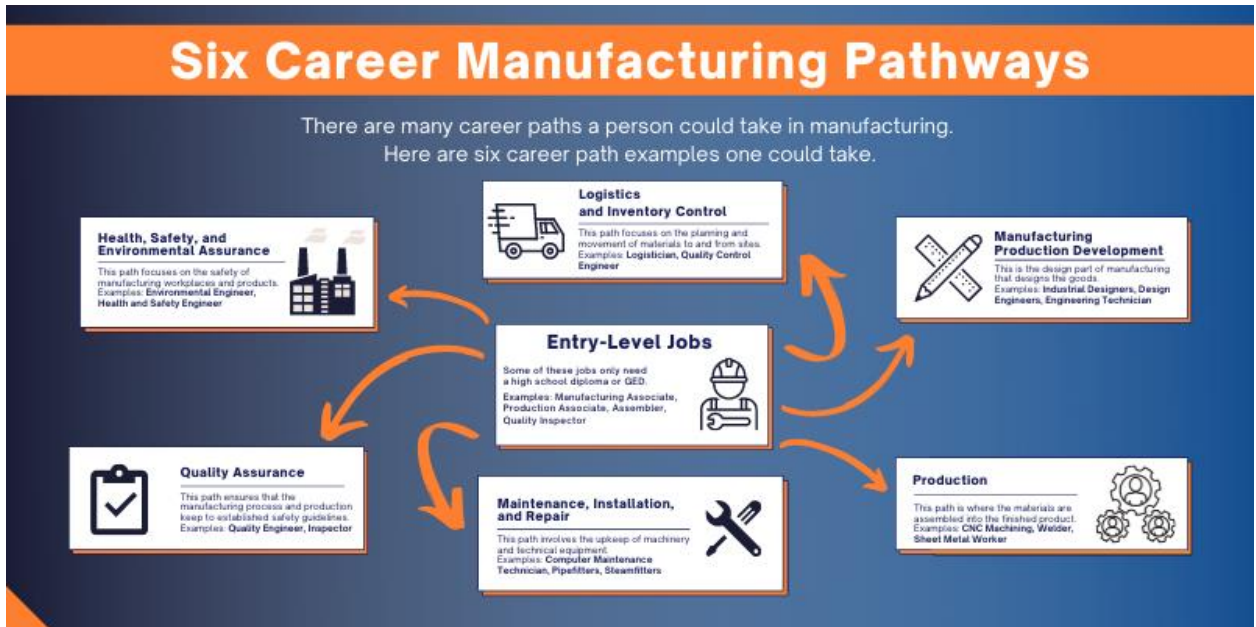 Six Career Manufacturing Pathways
There are many career paths a person could take in manufacturing.
Here are six career path examples one could take.
Logistics
and Inventory Control
This path focuses on the planning and
movement of materials to and from sites.
Examples: Logistician, Quality Control
Engineer
Health, Safety, and
Environmental Assurance
This path focuses on the safety of
manufacturing workplaces and products.
Examples: Environmental Engineer,
Health and Safety Engineer
Manufacturing
Production Development
This is the design part of manufacturing
that designs the goods.
Examples: Industrial Designers, Design
Engineers, Engineering Technician
Entry-Level Jobs
Some of these jobs only need
a high school diploma or GED.
Examples: Manufacturing Associate,
Production Associate, Assembler,
Quality Inspector
Quality Assurance
This path ensures that the
manufacturing process and production
keep to established safety guidelines.
Examples: Quality Engineer, Inspector
Maintenance, Installation,
and Repair
This path involves the upkeep of machinery
and technical equipment.
Examples: Computer Maintenance
Technician, Pipefitters, Steamfitters
Production
This path is where the materials are
assembled into the finished product.
Examples: CNC Machining, Welder,
Sheet Metal Worker